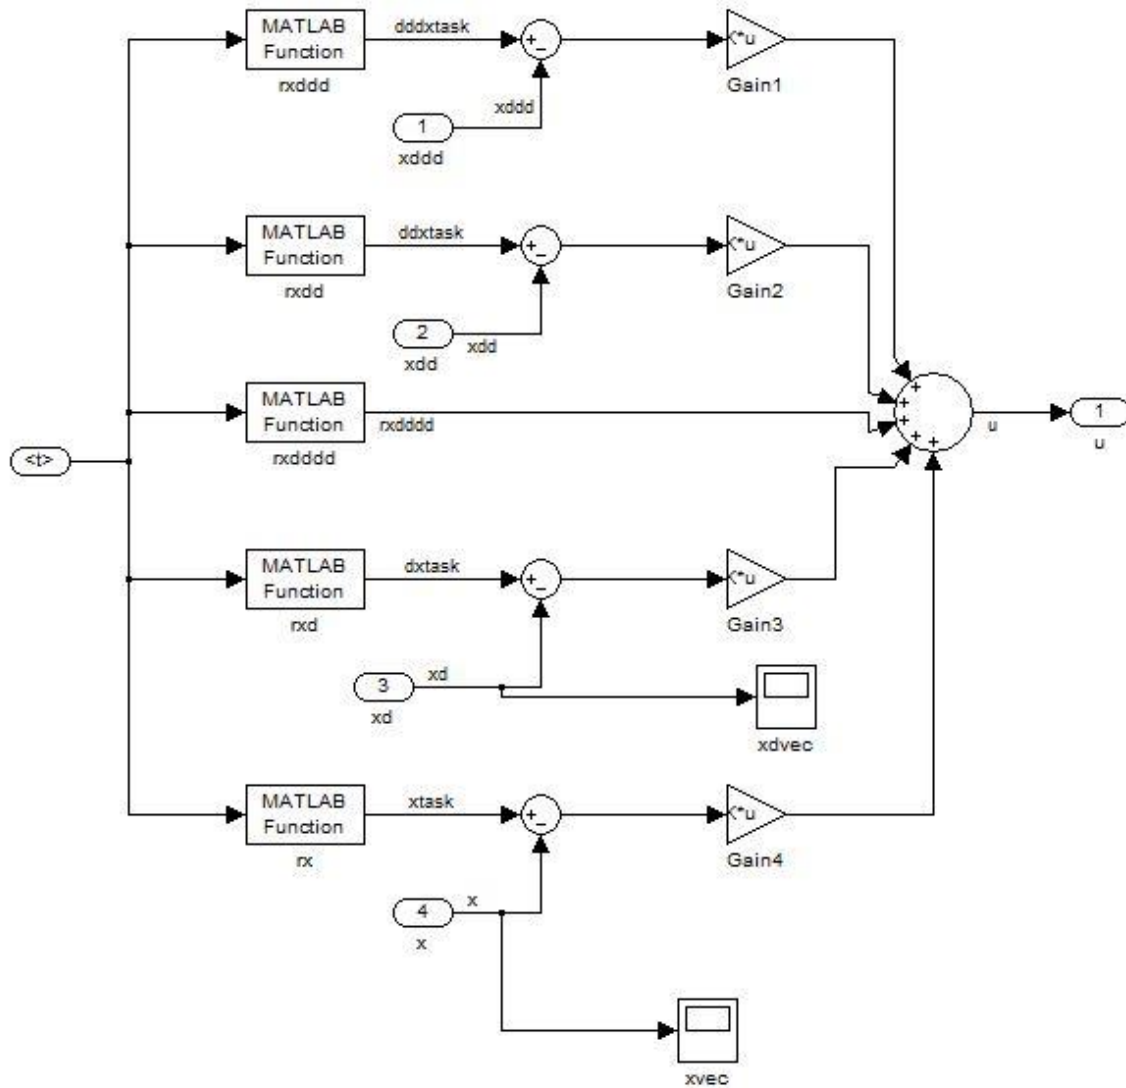 MATLAB
Function
rxddd
dddxtask
+
−
xddd
1
xddd
<*u
Gain1
MATLAB
Function
rxdd
ddxtask
+
−
xdd
2
xdd
<*u
Gain2
MATLAB
Function
rxdddd
rxdddd
+
+
+
+
+
u
1
u
<t>
MATLAB
Function
rxd
dxtask
+
−
xd
3
xd
<*u
Gain3
xdvec
MATLAB
Function
rx
xtask
+
−
x
4
x
<*u
Gain4
xvec